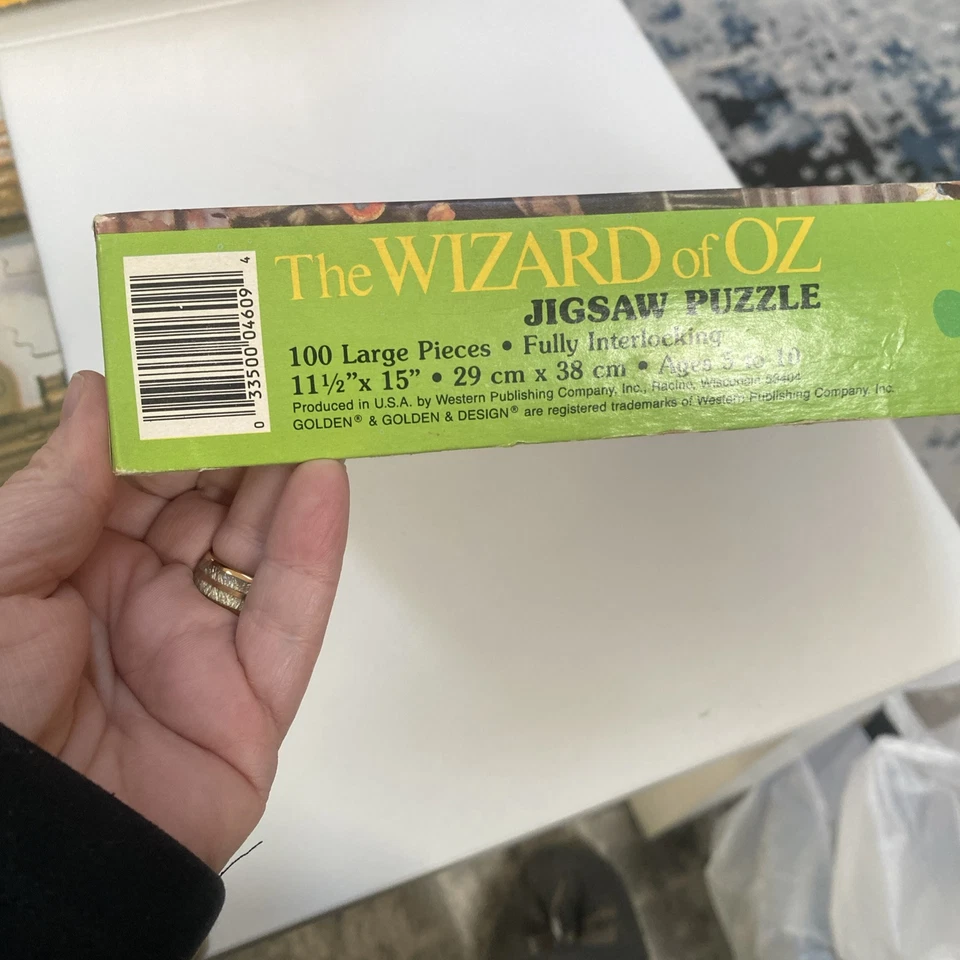 The WIZARD of OZ
JIGSAW PUZZLE
100 Large Pieces • Fully Interlocking
11½"x 15" • 29 cm x 38 cm • Ages 5 to 10
Produced in U.S.A. by Western Publishing Company, Inc., Racine, Wisconsin 53404
GOLDEN® & GOLDEN & DESIGN® are registered trademarks of Western Publishing Company, Inc.
0 33500 04609 4